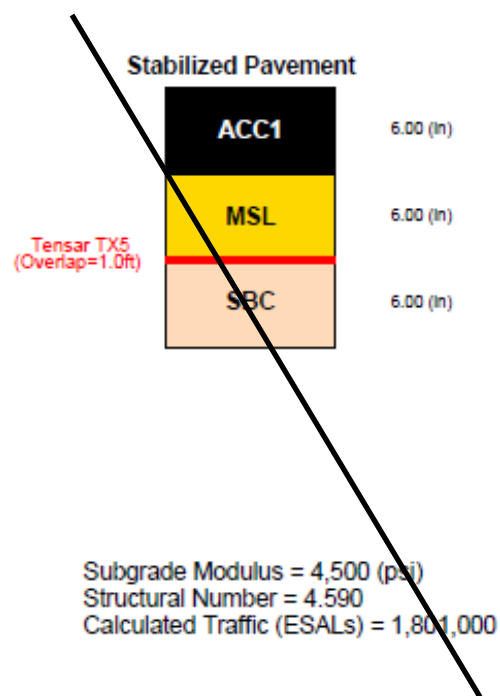 Stabilized Pavement
ACC1
6.00 (in)
MSL
6.00 (in)
Tensar TX5
(Overlap=1.0ft)
SBC
6.00 (in)
Subgrade Modulus = 4,500 (psi)
Structural Number = 4.590
Calculated Traffic (ESALs) = 1,801,000